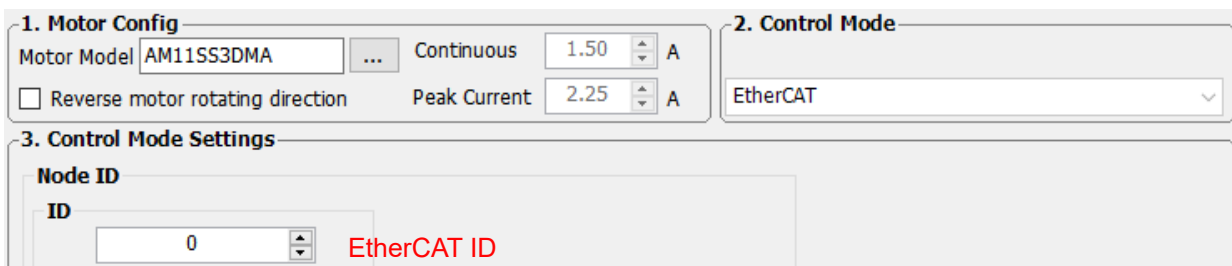 1. Motor Config
Motor Model AM11SS3DMA ... Continuous 1.50 A
Reverse motor rotating direction Peak Current 2.25 A
2. Control Mode
EtherCAT
3. Control Mode Settings
Node ID
ID
0 EtherCAT ID